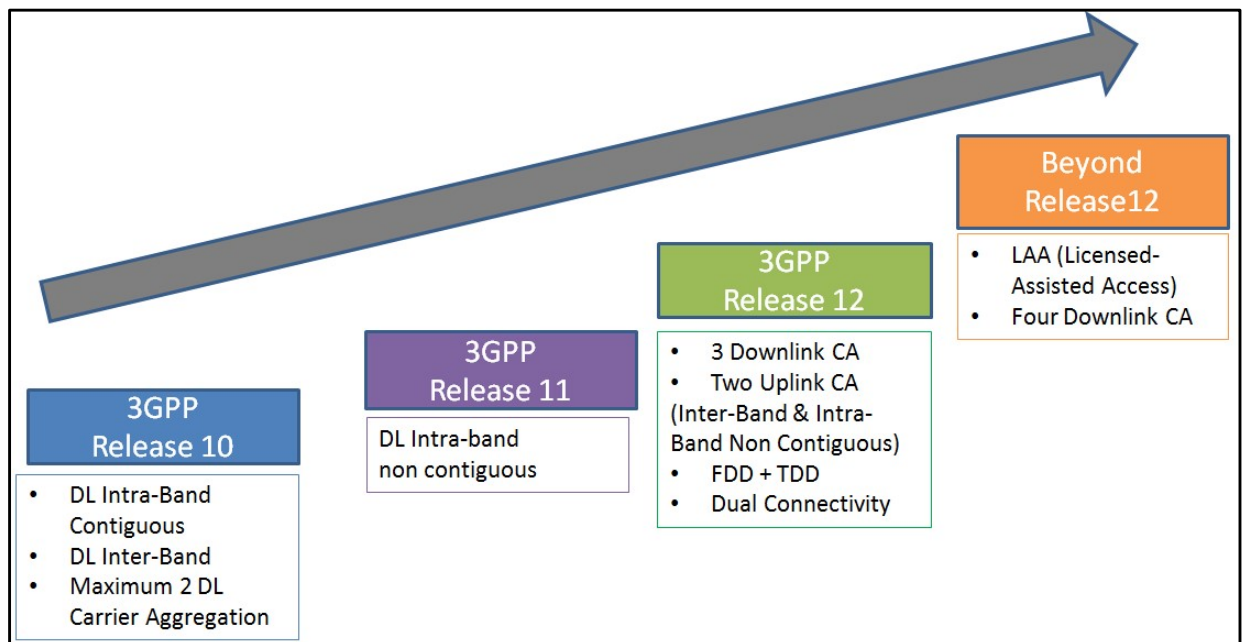 3GPP
Release 10
• DL Intra-Band
Contiguous
• DL Inter-Band
• Maximum 2 DL
Carrier Aggregation
3GPP
Release 11
DL Intra-band
non contiguous
3GPP
Release 12
• 3 Downlink CA
• Two Uplink CA
(Inter-Band & Intra-
Band Non Contiguous)
• FDD + TDD
• Dual Connectivity
Beyond
Release12
• LAA (Licensed-
Assisted Access)
• Four Downlink CA